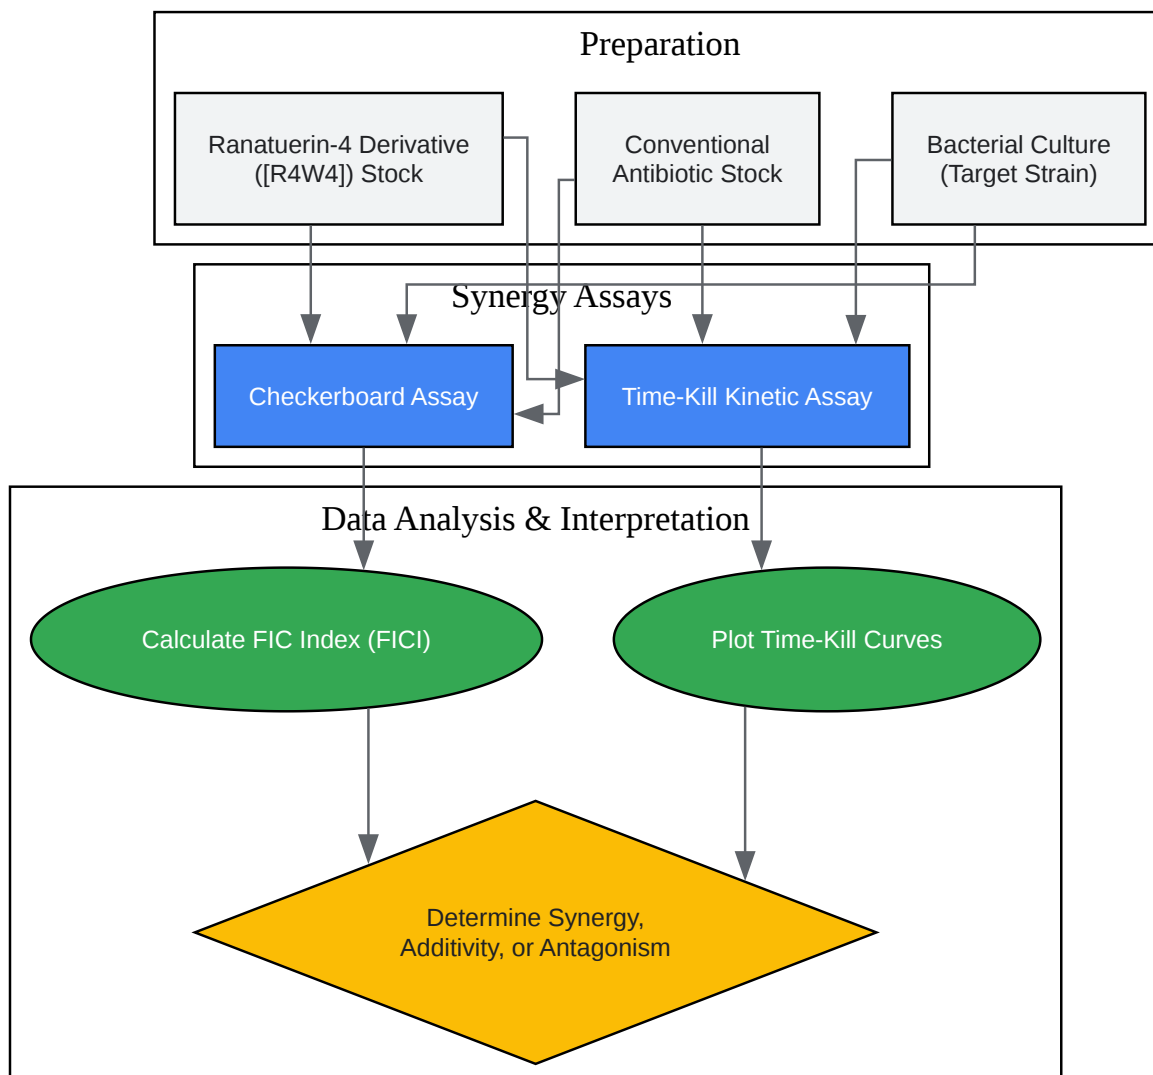 Preparation
Ranatuerin-4 Derivative
([R4W4]) Stock
Conventional
Antibiotic Stock
Bacterial Culture
(Target Strain)
Synergy Assays
Checkerboard Assay
Time-Kill Kinetic Assay
Data Analysis & Interpretation
Calculate FIC Index (FICI)
Plot Time-Kill Curves
Determine Synergy,
Additivity, or Antagonism